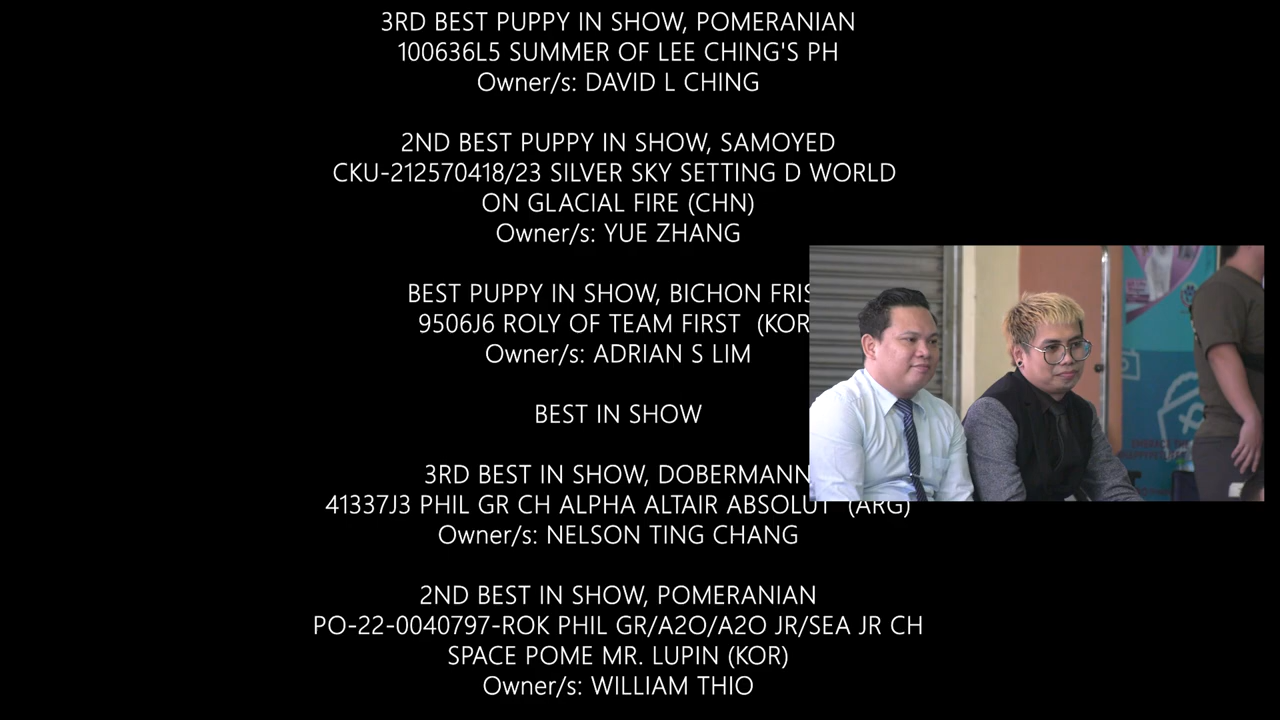 3RD BEST PUPPY IN SHOW, POMERANIAN
100636L5 SUMMER OF LEE CHING'S PH
Owner/s: DAVID L CHING
2ND BEST PUPPY IN SHOW, SAMOYED
CKU-212570418/23 SILVER SKY SETTING D WORLD
ON GLACIAL FIRE (CHN)
Owner/s: YUE ZHANG
BEST PUPPY IN SHOW, BICHON FRIS
9506J6 ROLY OF TEAM FIRST (KOR
Owner/s: ADRIAN S LIM
BEST IN SHOW
3RD BEST IN SHOW, DOBERMANN
41337J3 PHIL GR CH ALPHA ALTAIR ABSOLUT (ARG)
Owner/s: NELSON TING CHANG
2ND BEST IN SHOW, POMERANIAN
PO-22-0040797-ROK PHIL GR/A2O/A2O JR/SEA JR CH
SPACE POME MR. LUPIN (KOR)
Owner/s: WILLIAM THIO